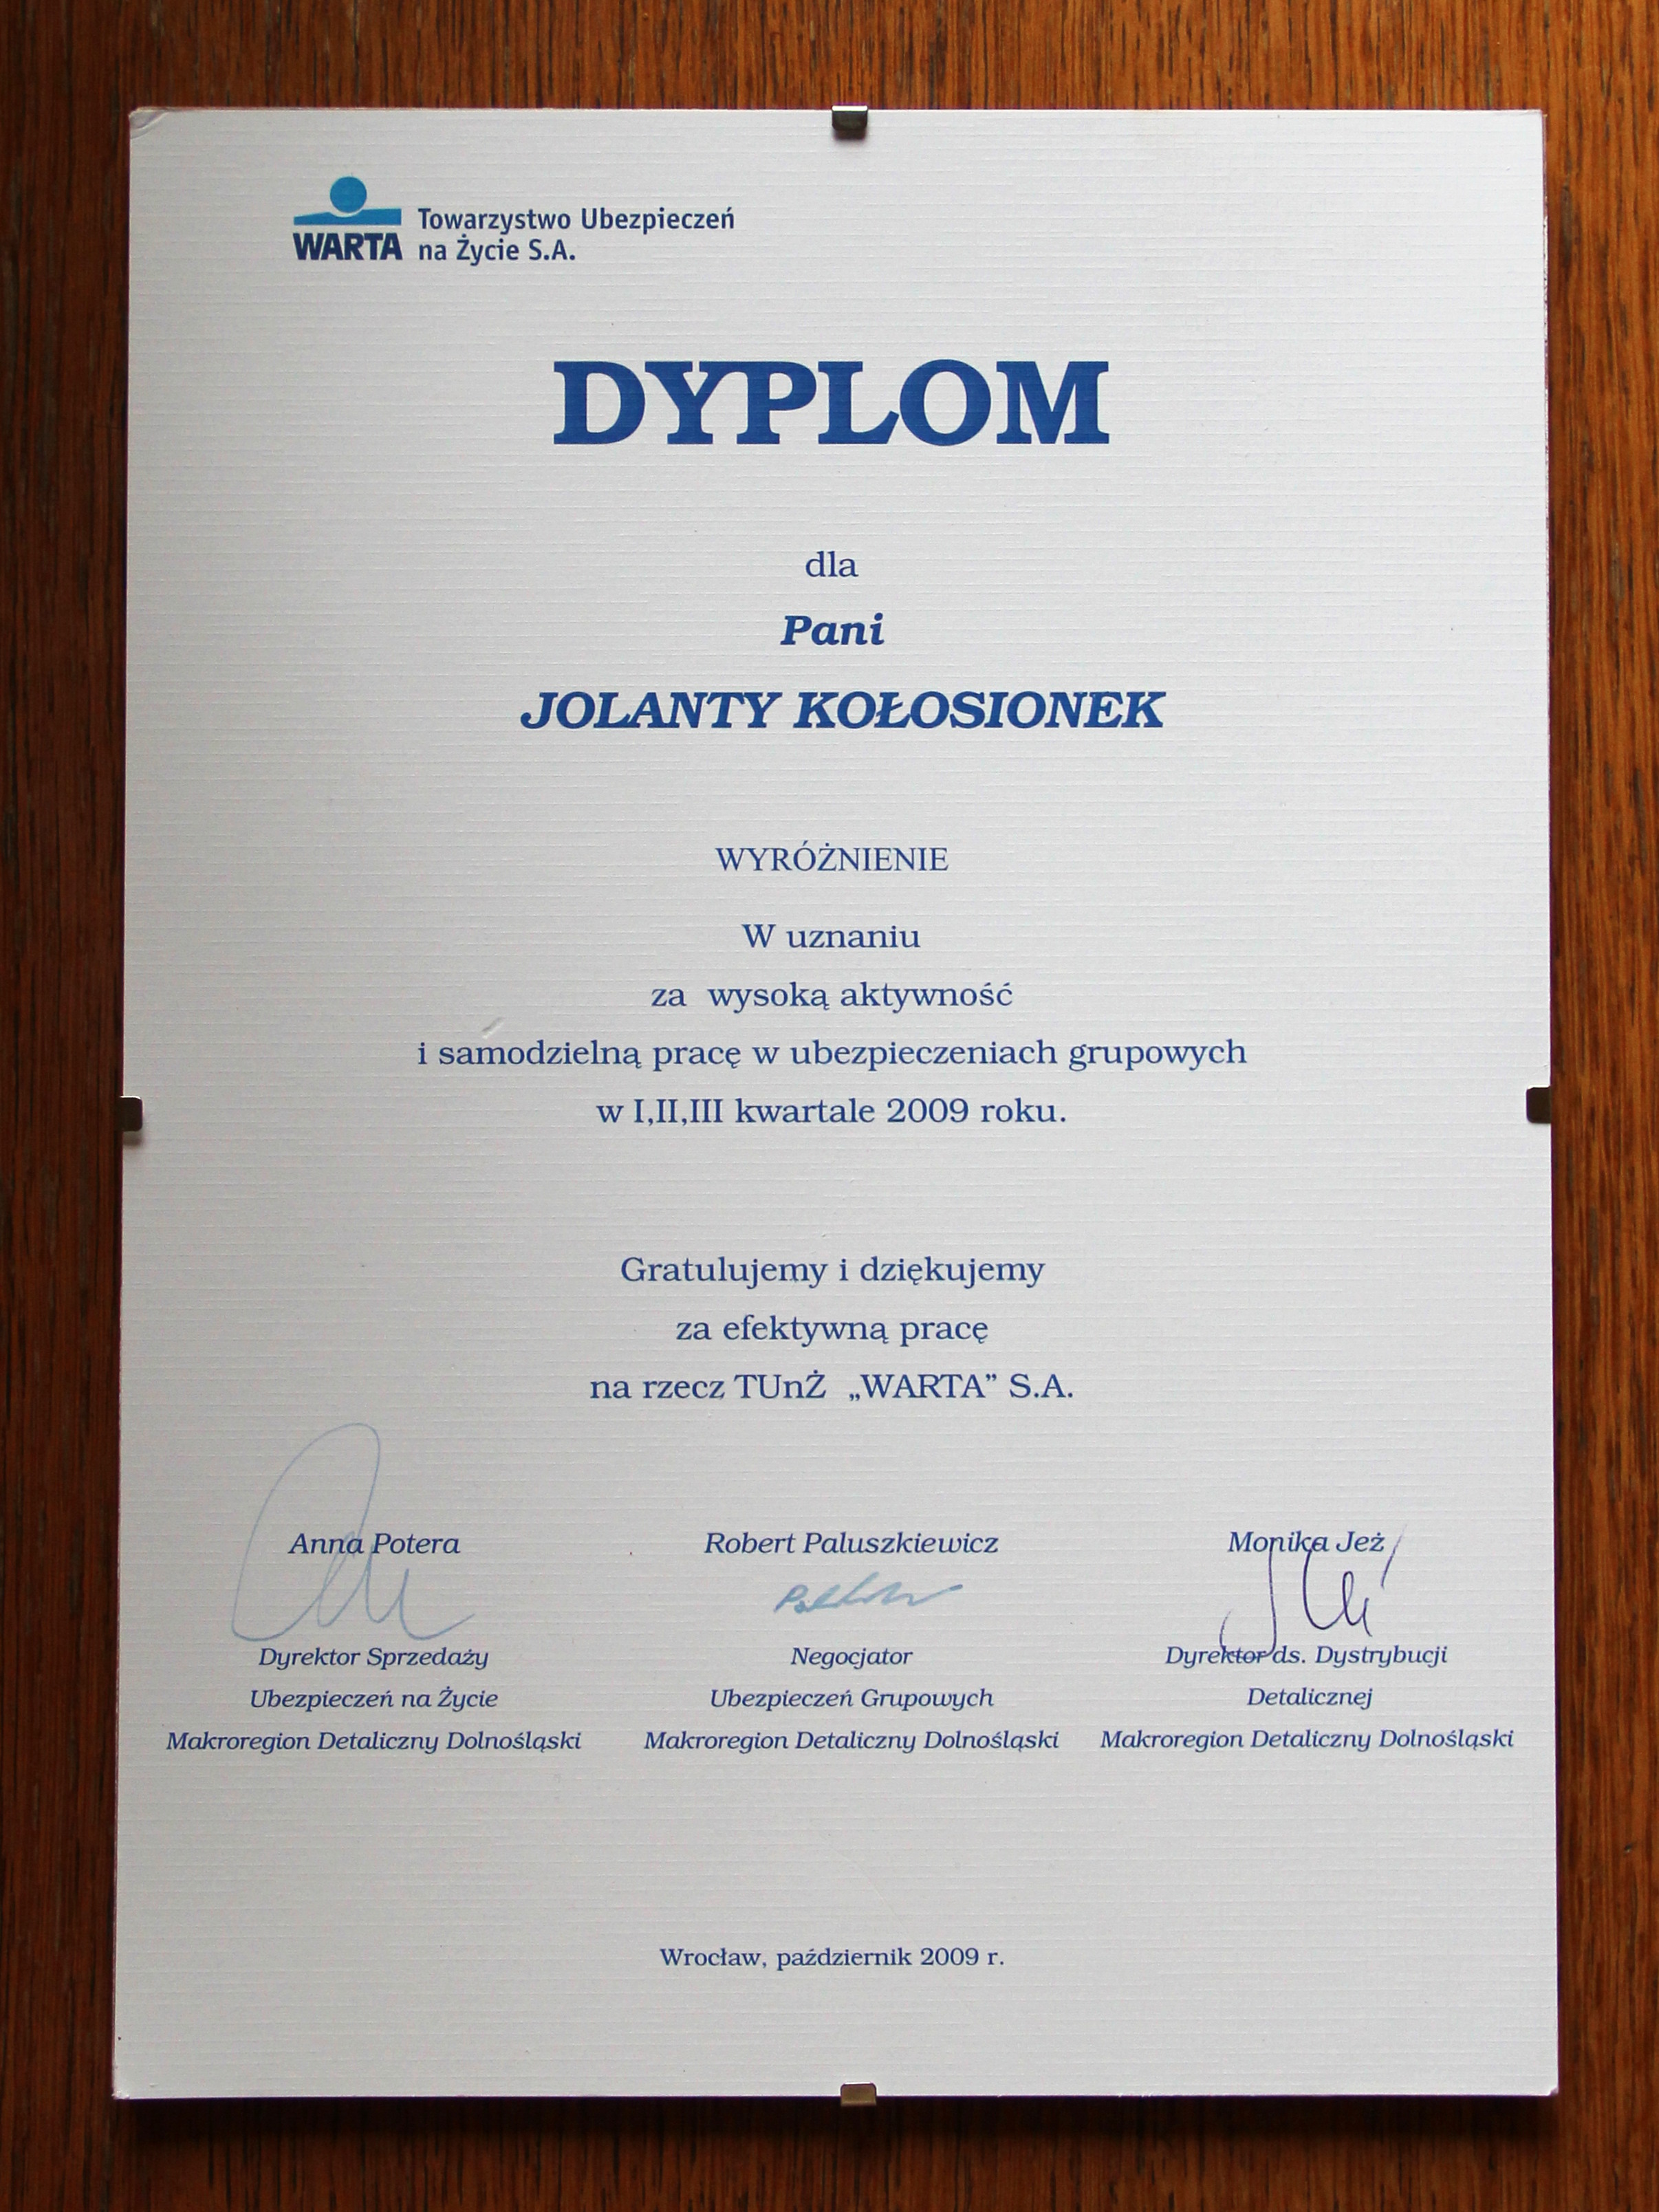 WARTA
Towarzystwo Ubezpieczeń
na Życie S.A.
DYPLOM
dla
Pani
JOLANTY KOŁOSIONEK
WYRÓŻNIENIE
W uznaniu
za wysoką aktywność
i samodzielną pracę w ubezpieczeniach grupowych
w I,II,III kwartale 2009 roku.
Gratulujemy i dziękujemy
za efektywną pracę
na rzecz TUnŻ „WARTA” S.A.
Anna Potera
Dyrektor Sprzedaży
Ubezpieczeń na Życie
Makroregion Detaliczny Dolnośląski
Robert Paluszkiewicz
Negocjator
Ubezpieczeń Grupowych
Makroregion Detaliczny Dolnośląski
Monika Jeż
Dyrektor ds. Dystrybucji
Detalicznej
Makroregion Detaliczny Dolnośląski
Wrocław, październik 2009 r.